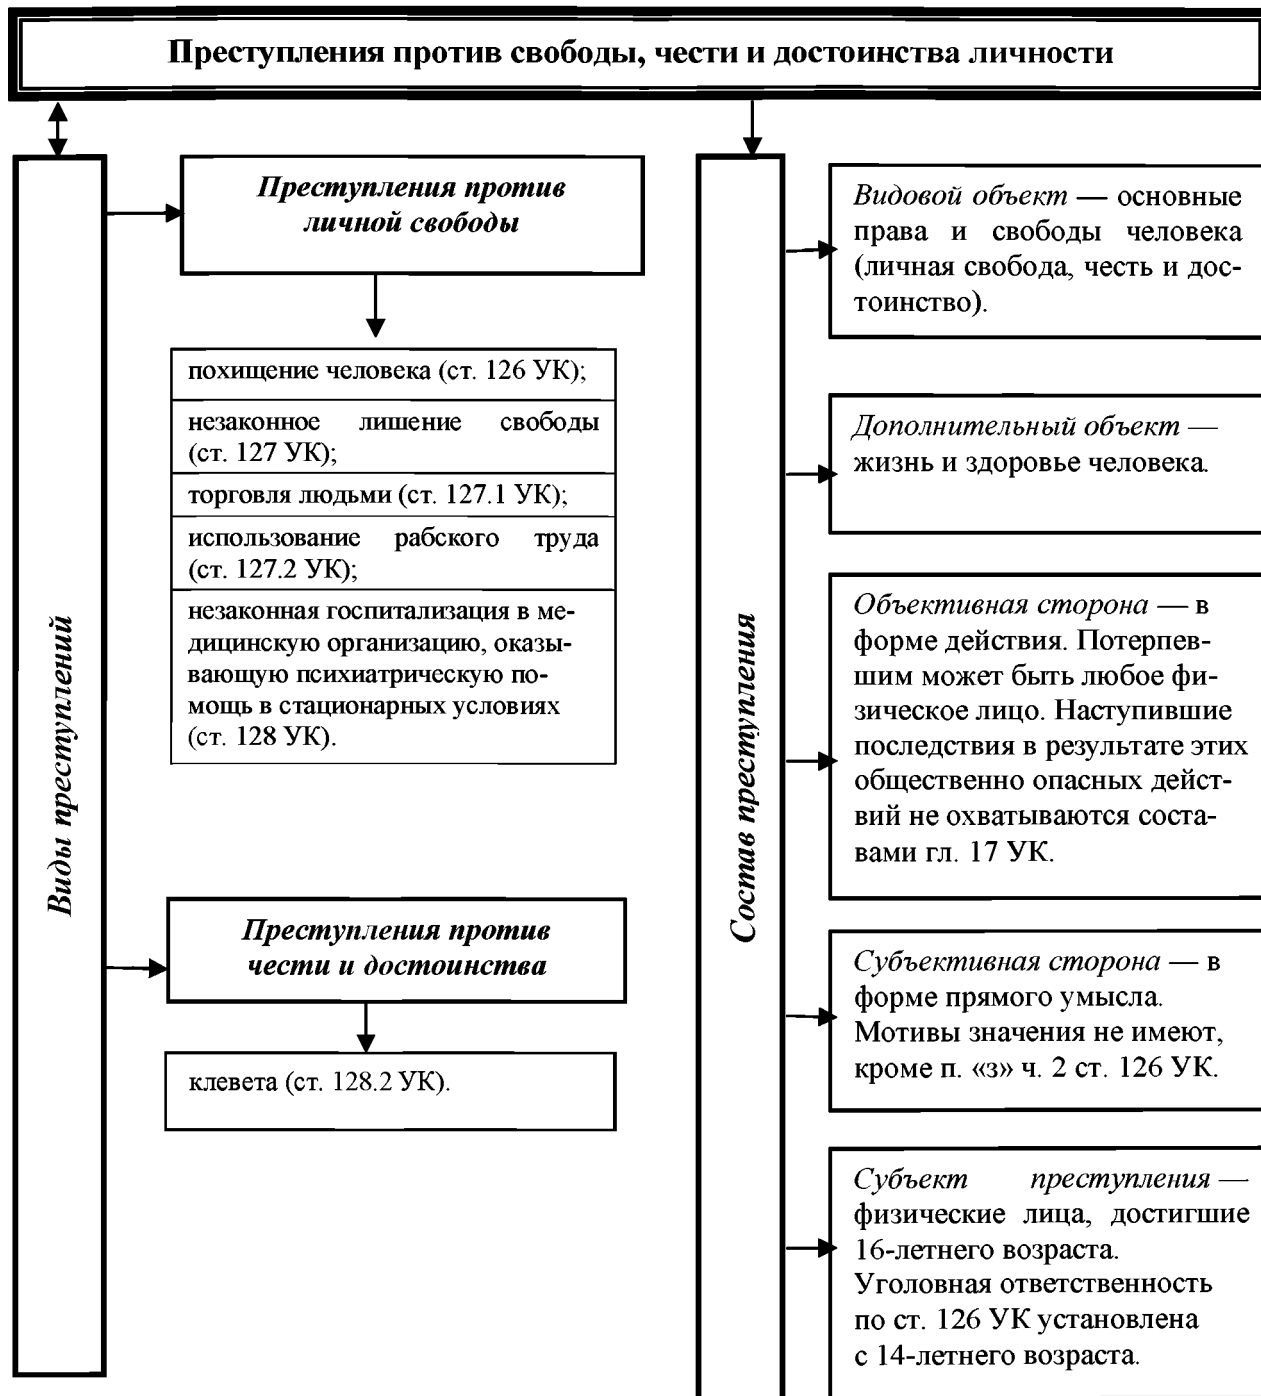 Преступления против свободы, чести и достоинства личности
Виды преступлений
Преступления против
личной свободы
похищение человека (ст. 126 УК);
незаконное лишение свободы
(ст. 127 УК);
торговля людьми (ст. 127.1 УК);
использование рабского труда
(ст. 127.2 УК);
незаконная госпитализация в ме-
дицинскую организацию, оказы-
вающую психиатрическую по-
мощь в стационарных условиях
(ст. 128 УК).
Преступления против
чести и достоинства
клевета (ст. 128.2 УК).
Состав преступления
Видовой объект — основные
права и свободы человека
(личная свобода, честь и дос-
тоинство).
Дополнительный объект —
жизнь и здоровье человека.
Объективная сторона — в
форме действия. Потерпев-
шим может быть любое фи-
зическое лицо. Наступившие
последствия в результате этих
общественно опасных дейст-
вий не охватываются соста-
вами гл. 17 УК.
Субъективная сторона — в
форме прямого умысла.
Мотивы значения не имеют,
кроме п. «з» ч. 2 ст. 126 УК.
Субъект преступления —
физические лица, достигшие
16-летнего возраста.
Уголовная ответственность
по ст. 126 УК установлена
с 14-летнего возраста.